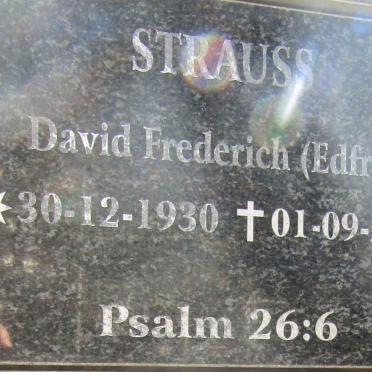 STRAUSS
David Frederich (Edfr
*30-12-1930 ✝01-09-
Psalm 26:6